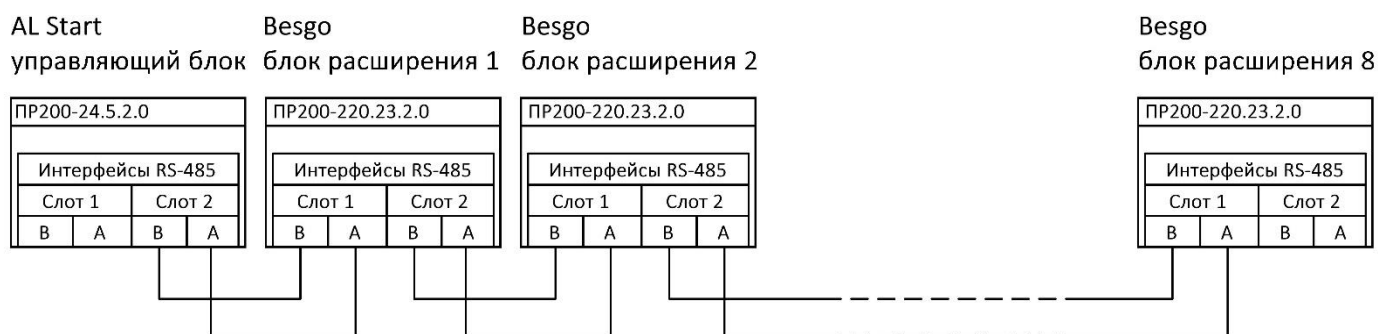 AL Start
управляющий блок
Besgo
блок расширения 1
Besgo
блок расширения 2
Besgo
блок расширения 8
ПР200-24.5.2.0
Интерфейсы RS-485
Слот 1 Слот 2
B A B A
ПР200-220.23.2.0
Интерфейсы RS-485
Слот 1 Слот 2
B A B A
ПР200-220.23.2.0
Интерфейсы RS-485
Слот 1 Слот 2
B A B A
ПР200-220.23.2.0
Интерфейсы RS-485
Слот 1 Слот 2
B A B A